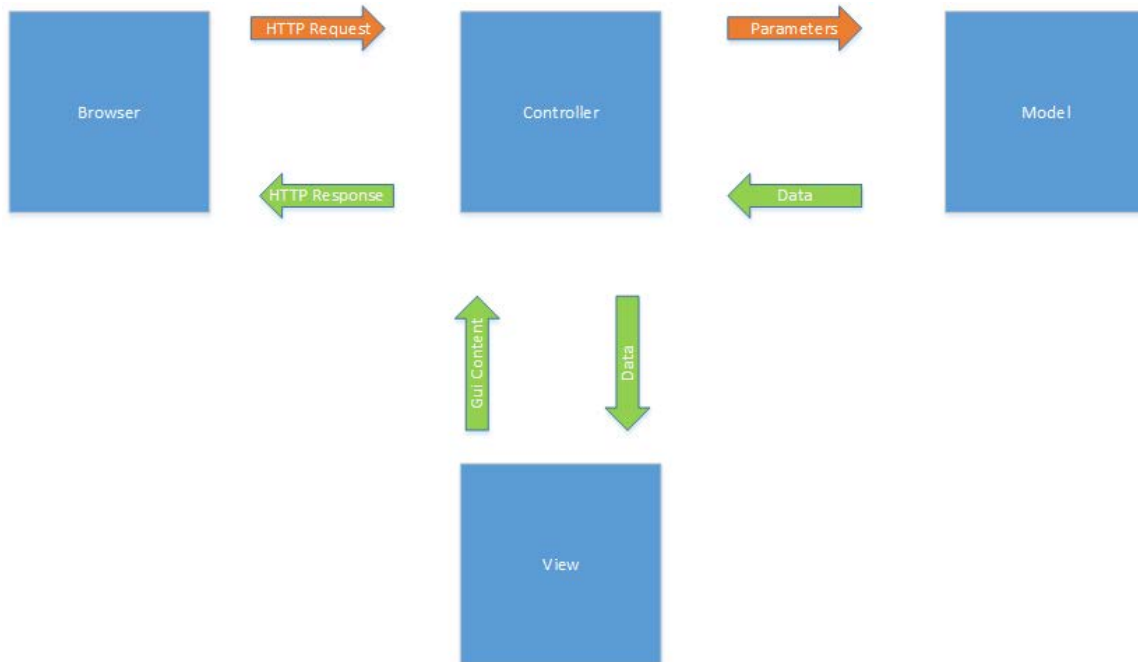 HTTP Request
Parameters
Browser
Controller
Model
HTTP Response
Data
Gui Content
Data
View